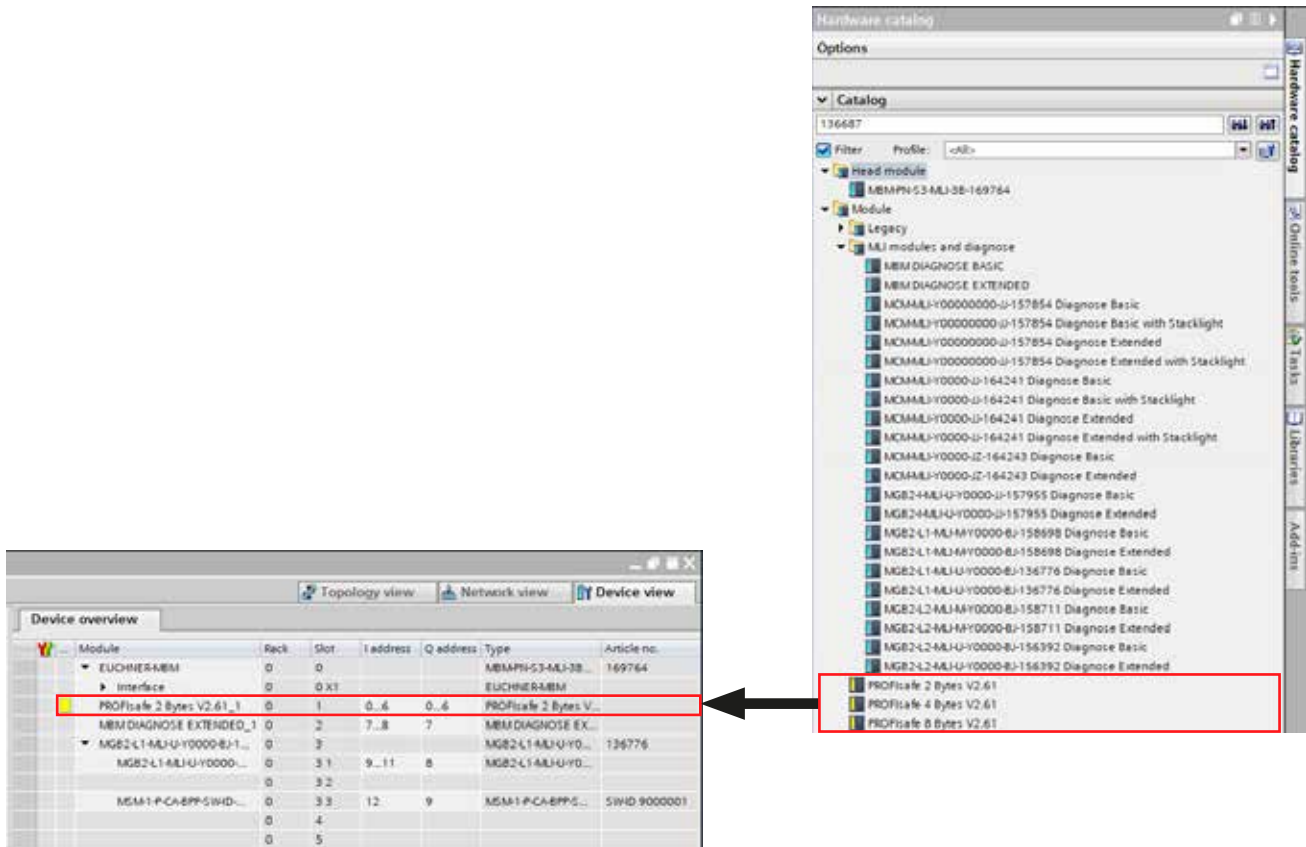 Hardware catalog
Options
Catalog
136687
Filter Profile: <All>
Head module
MBM-PN-S3-MLI-3B-169764
Module
Legacy
MLI modules and diagnose
MBM DIAGNOSE BASIC
MBM DIAGNOSE EXTENDED
MCM-MLI-Y00000000-JJ-157854 Diagnose Basic
MCM-MLI-Y00000000-JJ-157854 Diagnose Basic with Stacklight
MCM-MLI-Y00000000-JJ-157854 Diagnose Extended
MCM-MLI-Y00000000-JJ-157854 Diagnose Extended with Stacklight
MCM-MLI-Y0000-JJ-164241 Diagnose Basic
MCM-MLI-Y0000-JJ-164241 Diagnose Basic with Stacklight
MCM-MLI-Y0000-JJ-164241 Diagnose Extended
MCM-MLI-Y0000-JJ-164241 Diagnose Extended with Stacklight
MCM-MLI-Y0000-JZ-164243 Diagnose Basic
MCM-MLI-Y0000-JZ-164243 Diagnose Extended
MGB2-I-MLI-U-Y0000-JJ-157955 Diagnose Basic
MGB2-I-MLI-U-Y0000-JJ-157955 Diagnose Extended
MGB2-L1-MLI-M-Y0000-BJ-158698 Diagnose Basic
MGB2-L1-MLI-M-Y0000-BJ-158698 Diagnose Extended
MGB2-L1-MLI-U-Y0000-BJ-136776 Diagnose Basic
MGB2-L1-MLI-U-Y0000-BJ-136776 Diagnose Extended
MGB2-L2-MLI-M-Y0000-BJ-158711 Diagnose Basic
MGB2-L2-MLI-M-Y0000-BJ-158711 Diagnose Extended
MGB2-L2-MLI-U-Y0000-BJ-156392 Diagnose Basic
MGB2-L2-MLI-U-Y0000-BJ-156392 Diagnose Extended
PROFIsafe 2 Bytes V2.61
PROFIsafe 4 Bytes V2.61
PROFIsafe 8 Bytes V2.61
Hardware catalog
Online tools
Tasks
Libraries
Add-ins
Topology view Network view Device view
Device overview
... Module Rack Slot I address Q address Type Article no.
EUCHNER-MBM 0 0 MBM-PN-S3-MLI-3B... 169764
Interface 0 0 X1 EUCHNER-MBM
PROFIsafe 2 Bytes V2.61_1 0 1 0...6 0...6 PROFIsafe 2 Bytes V...
MBM DIAGNOSE EXTENDED_1 0 2 7...8 7 MBM DIAGNOSE EX...
MGB2-L1-MLI-U-Y0000-BJ-1... 0 3 MGB2-L1-MLI-U-Y0... 136776
MGB2-L1-MLI-U-Y0000-... 0 3 1 9...11 8 MGB2-L1-MLI-U-Y0...
0 3 2
MSM-1-P-CA-BPP-SW-ID-... 0 3 3 12 9 MSM-1-P-CA-BPP-S... SW-ID 9000001
0 4
0 5